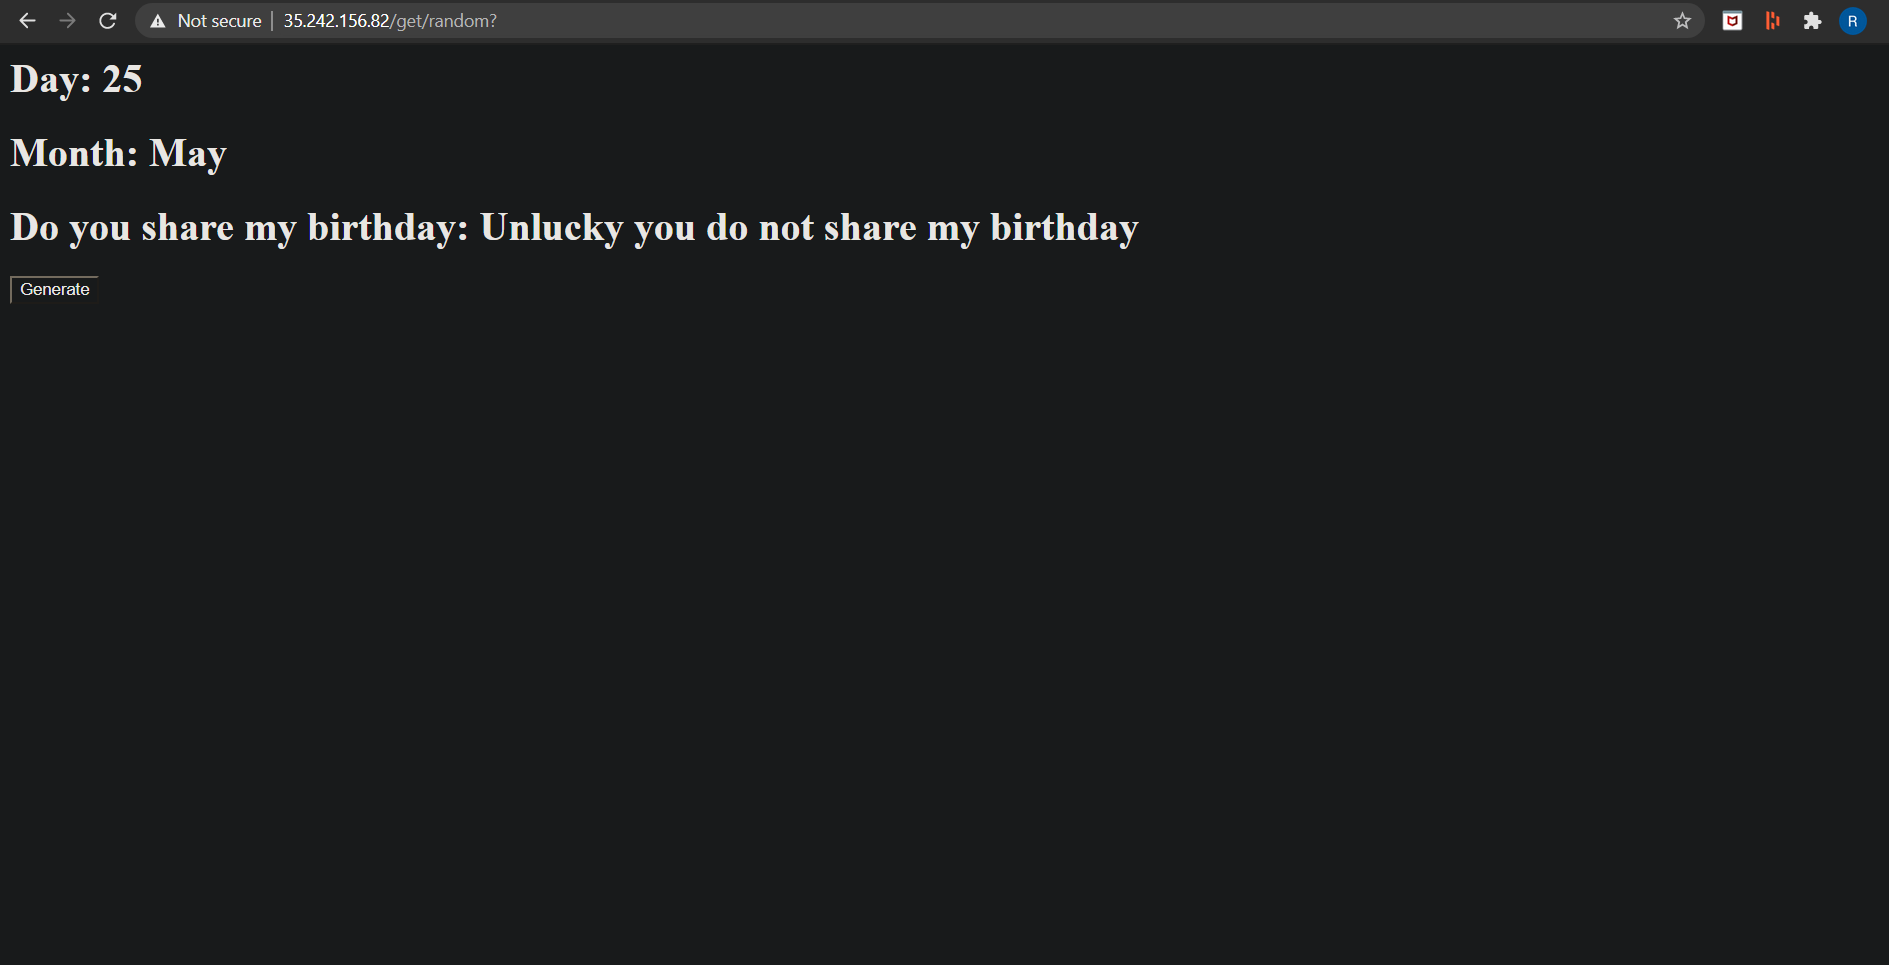 Not secure | 35.242.156.82/get/random?
R
Day: 25
Month: May
Do you share my birthday: Unlucky you do not share my birthday
Generate